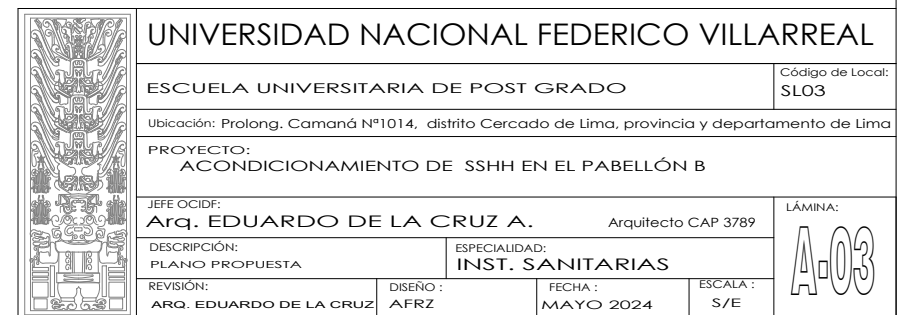 UNIVERSIDAD NACIONAL FEDERICO VILLARREAL
ESCUELA UNIVERSITARIA DE POST GRADO
Código de Local:
SL03
Ubicación: Prolong. Camaná Nª1014, distrito Cercado de Lima, provincia y departamento de Lima
PROYECTO:
ACONDICIONAMIENTO DE SSHH EN EL PABELLÓN B
JEFE OCIDF:
Arq. EDUARDO DE LA CRUZ A. Arquitecto CAP 3789
LÁMINA:
A-03
DESCRIPCIÓN:
PLANO PROPUESTA
ESPECIALIDAD:
INST. SANITARIAS
REVISIÓN:
ARQ. EDUARDO DE LA CRUZ
DISEÑO :
AFRZ
FECHA :
MAYO 2024
ESCALA :
S/E